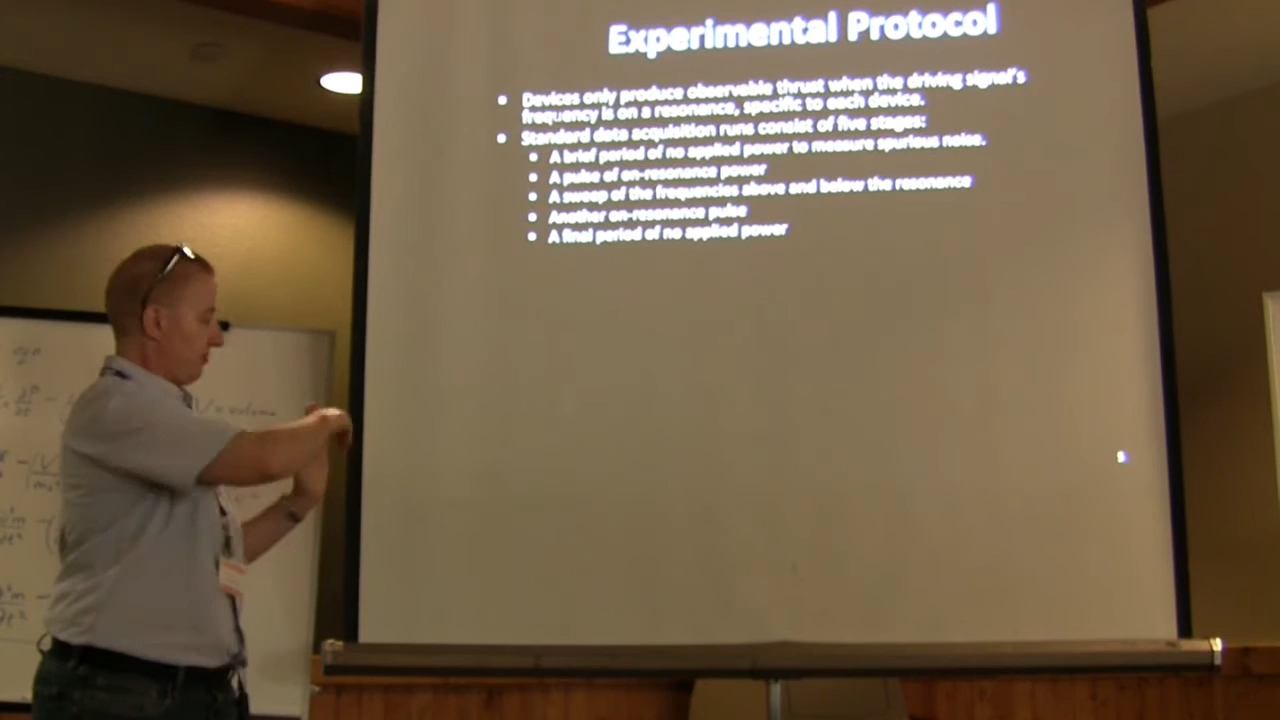 Experimental Protocol
• Devices only produce observable thrust when the driving signal's
frequency is on a resonance, specific to each device.
• Standard data acquisition runs consist of five stages:
• A brief period of no applied power to measure spurious noise.
• A pulse of on-resonance power
• A sweep of the frequencies above and below the resonance
• Another on-resonance pulse
• A final period of no applied power
V = volume